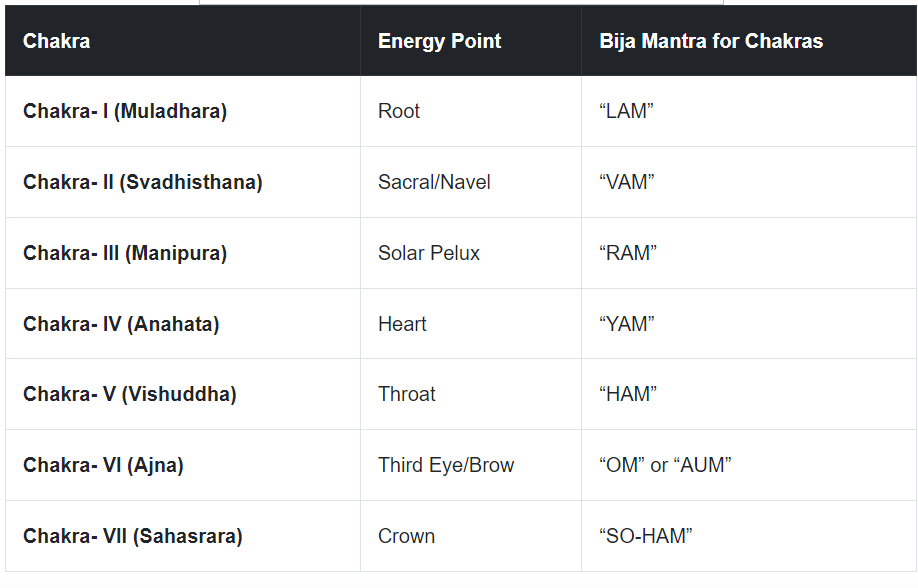 Chakra Energy Point Bija Mantra for Chakras
Chakra- I (Muladhara) Root “LAM”
Chakra- II (Svadhisthana) Sacral/Navel “VAM”
Chakra- III (Manipura) Solar Pelux “RAM”
Chakra- IV (Anahata) Heart “YAM”
Chakra- V (Vishuddha) Throat “HAM”
Chakra- VI (Ajna) Third Eye/Brow “OM” or “AUM”
Chakra- VII (Sahasrara) Crown “SO-HAM”